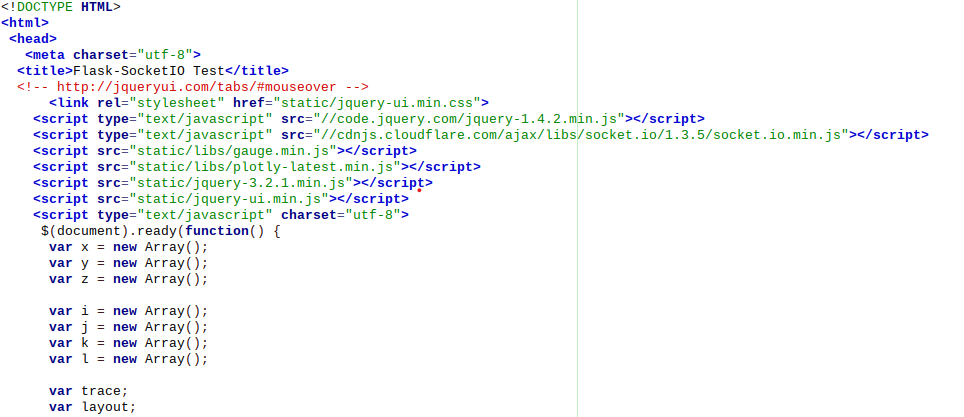 <!DOCTYPE HTML>
<html>
<head>
<meta charset="utf-8">
<title>Flask-SocketIO Test</title>
<!-- http://jqueryui.com/tabs/#mouseover -->
<link rel="stylesheet" href="static/jquery-ui.min.css">
<script type="text/javascript" src="//code.jquery.com/jquery-1.4.2.min.js"></script>
<script type="text/javascript" src="//cdnjs.cloudflare.com/ajax/libs/socket.io/1.3.5/socket.io.min.js"></script>
<script src="static/libs/gauge.min.js"></script>
<script src="static/libs/plotly-latest.min.js"></script>
<script src="static/jquery-3.2.1.min.js"></script>
<script src="static/jquery-ui.min.js"></script>
<script type="text/javascript" charset="utf-8">
$(document).ready(function() {
var x = new Array();
var y = new Array();
var z = new Array();
var i = new Array();
var j = new Array();
var k = new Array();
var l = new Array();
var trace;
var layout;